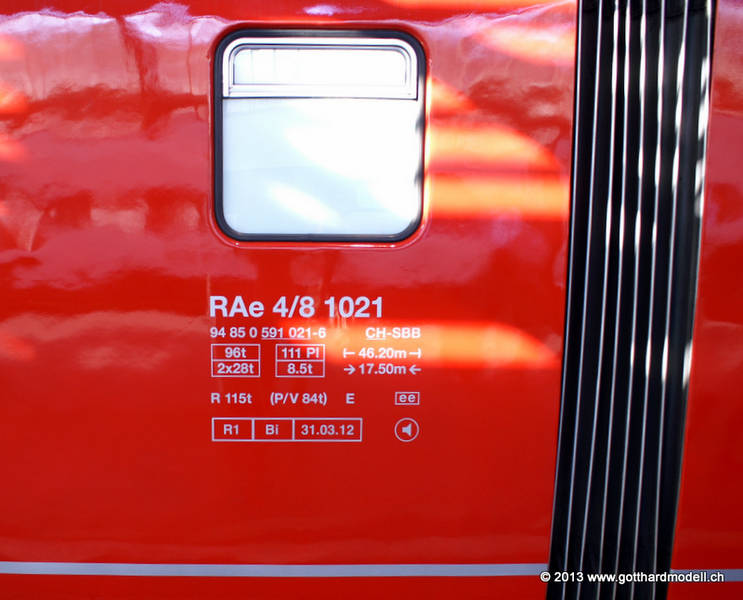 RAe 4/8 1021
94 85 0 591 021-6 CH-SBB
96t 111 Pl 46.20m
2x28t 8.5t 17.50m
R 115t (P/V 84t) E ee
R1 Bi 31.03.12
© 2013 www.gotthardmodell.ch